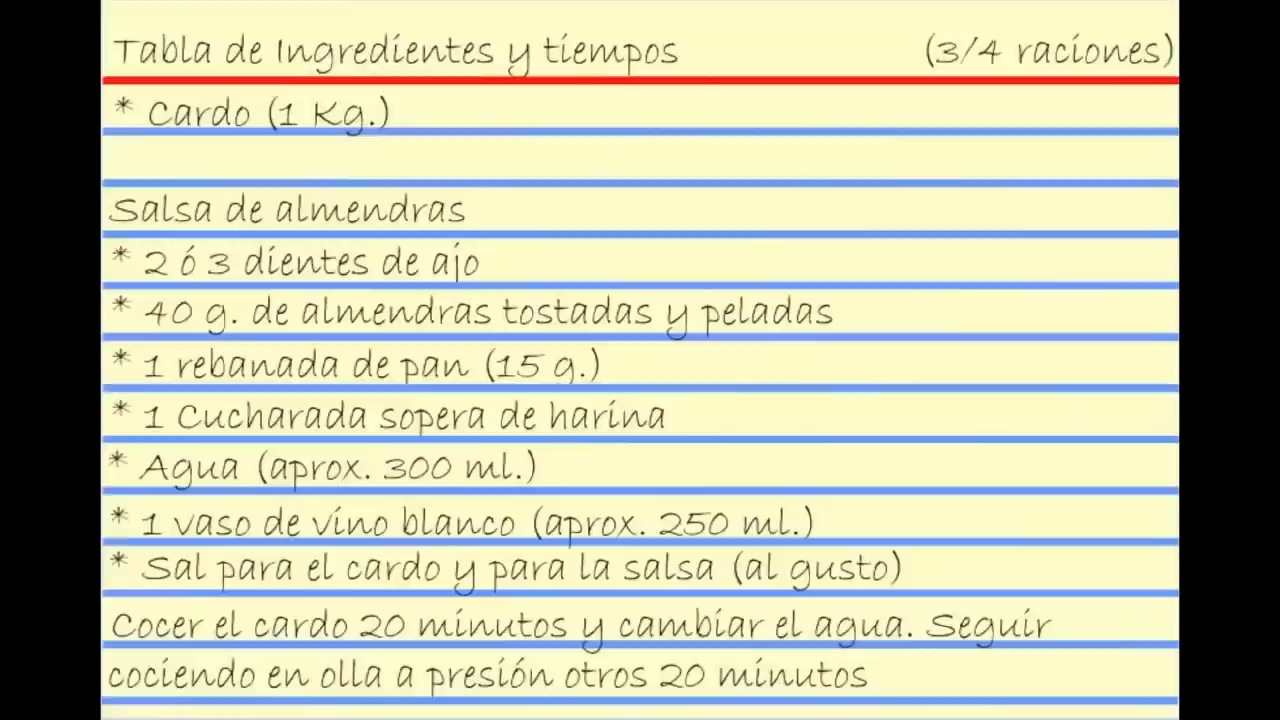 Tabla de Ingredientes y tiempos (3/4 raciones)
* Cardo (1 Kg.)
Salsa de almendras
* 2 ó 3 dientes de ajo
* 40 g. de almendras tostadas y peladas
* 1 rebanada de pan (15 g.)
* 1 Cucharada sopera de harina
* Agua (aprox. 300 ml.)
* 1 vaso de vino blanco (aprox. 250 ml.)
* Sal para el cardo y para la salsa (al gusto)
Cocer el cardo 20 minutos y cambiar el agua. Seguir
cociendo en olla a presión otros 20 minutos